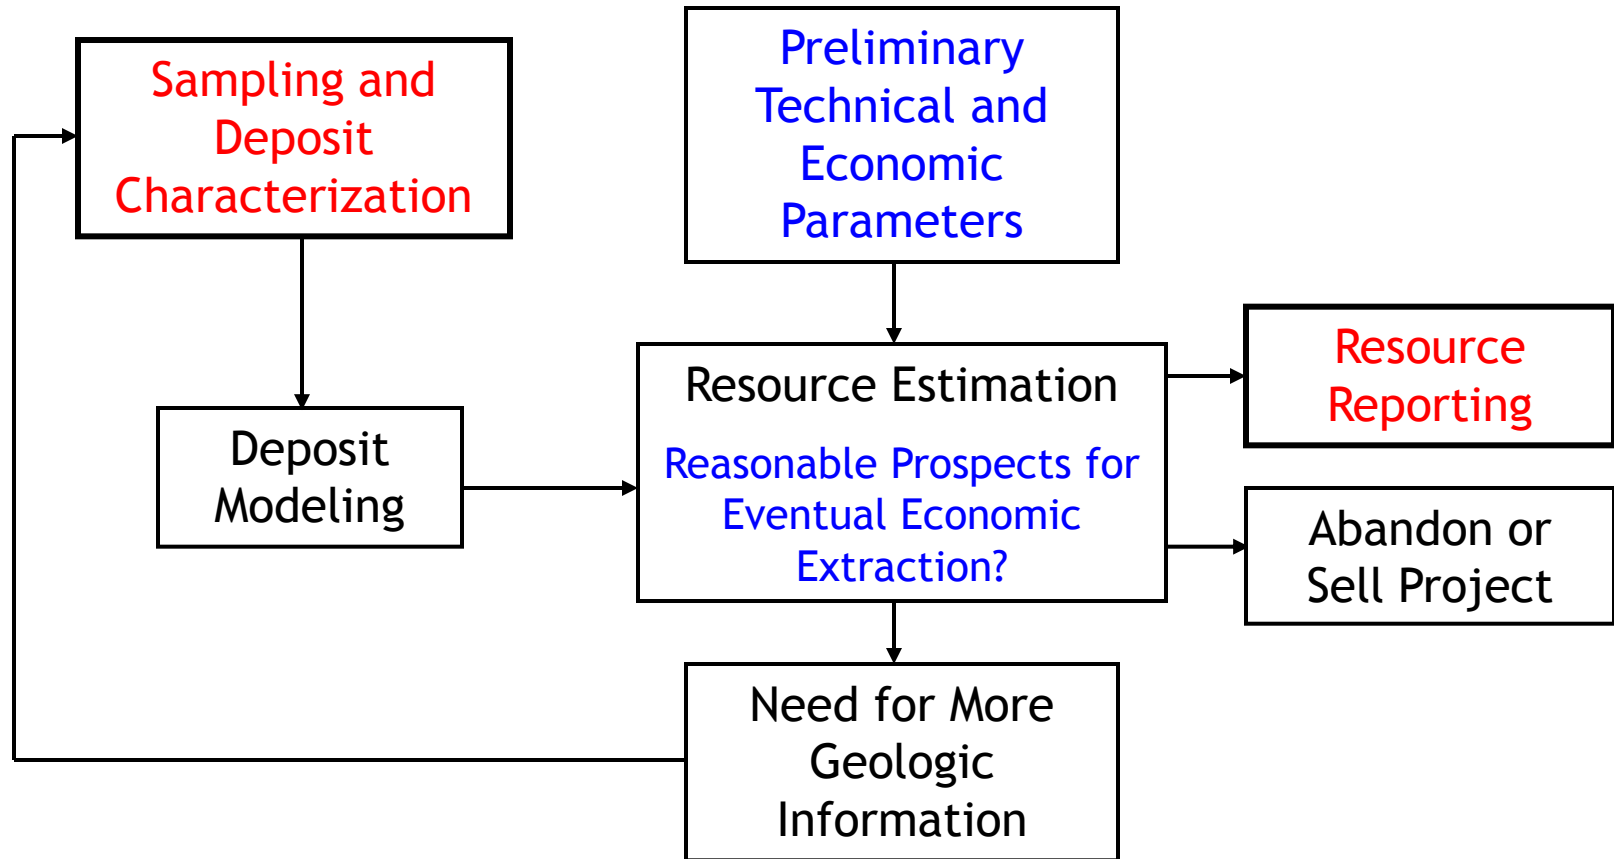 Sampling and
Deposit
Characterization
Preliminary
Technical and
Economic
Parameters
Deposit
Modeling
Resource Estimation
Reasonable Prospects for
Eventual Economic
Extraction?
Resource
Reporting
Abandon or
Sell Project
Need for More
Geologic
Information